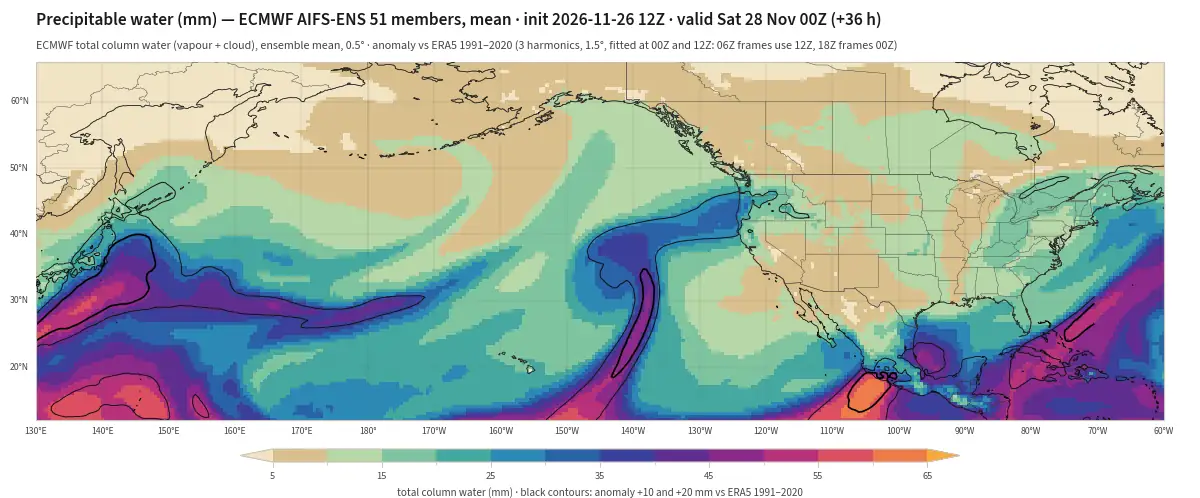 Precipitable water (mm) — ECMWF AIFS-ENS 51 members, mean · init 2026-11-26 12Z · valid Sat 28 Nov 00Z (+36 h)
ECMWF total column water (vapour + cloud), ensemble mean, 0.5° · anomaly vs ERA5 1991–2020 (3 harmonics, 1.5°, fitted at 00Z and 12Z: 06Z frames use 12Z, 18Z frames 00Z)
60°N
50°N
40°N
30°N
20°N
130°E 140°E 150°E 160°E 170°E 180° 170°W 160°W 150°W 140°W 130°W 120°W 110°W 100°W 90°W 80°W 70°W 60°W
5 15 25 35 45 55 65
total column water (mm) · black contours: anomaly +10 and +20 mm vs ERA5 1991–2020